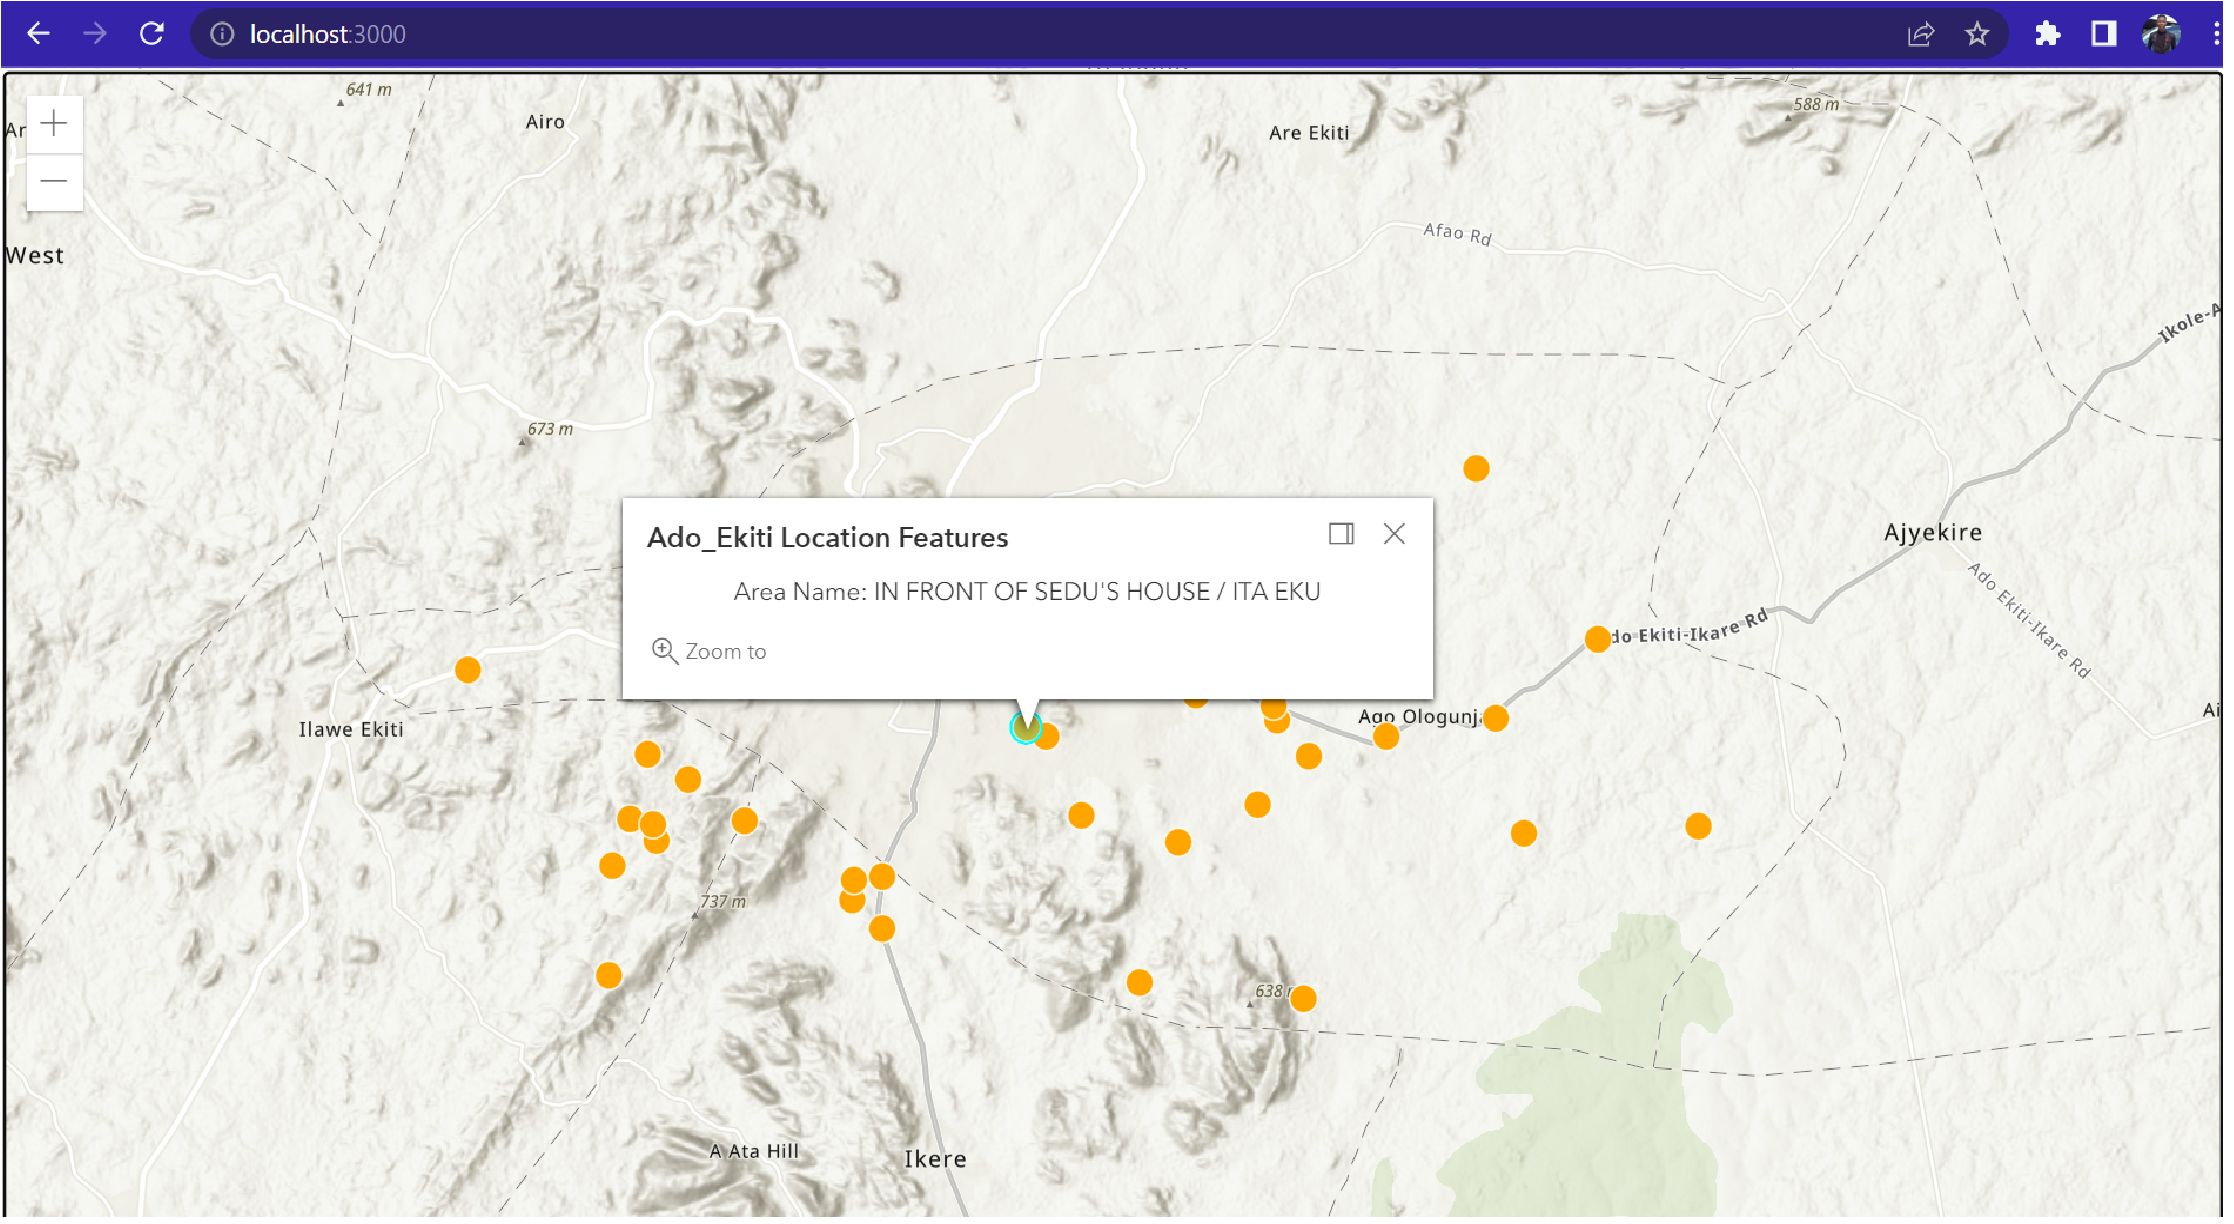 localhost:3000
641 m
588 m
Airo
Are Ekiti
Ar
Afao Rd
West
Ikole-A
673 m
Ado_Ekiti Location Features
Ajyekire
Area Name: IN FRONT OF SEDU'S HOUSE / ITA EKU
Ado Ekiti-Ikare Rd
do Ekiti-Ikare Rd
Zoom to
Ilawe Ekiti
Ago Ologunj
Ai
737 m
638
A Ata Hill
Ikere